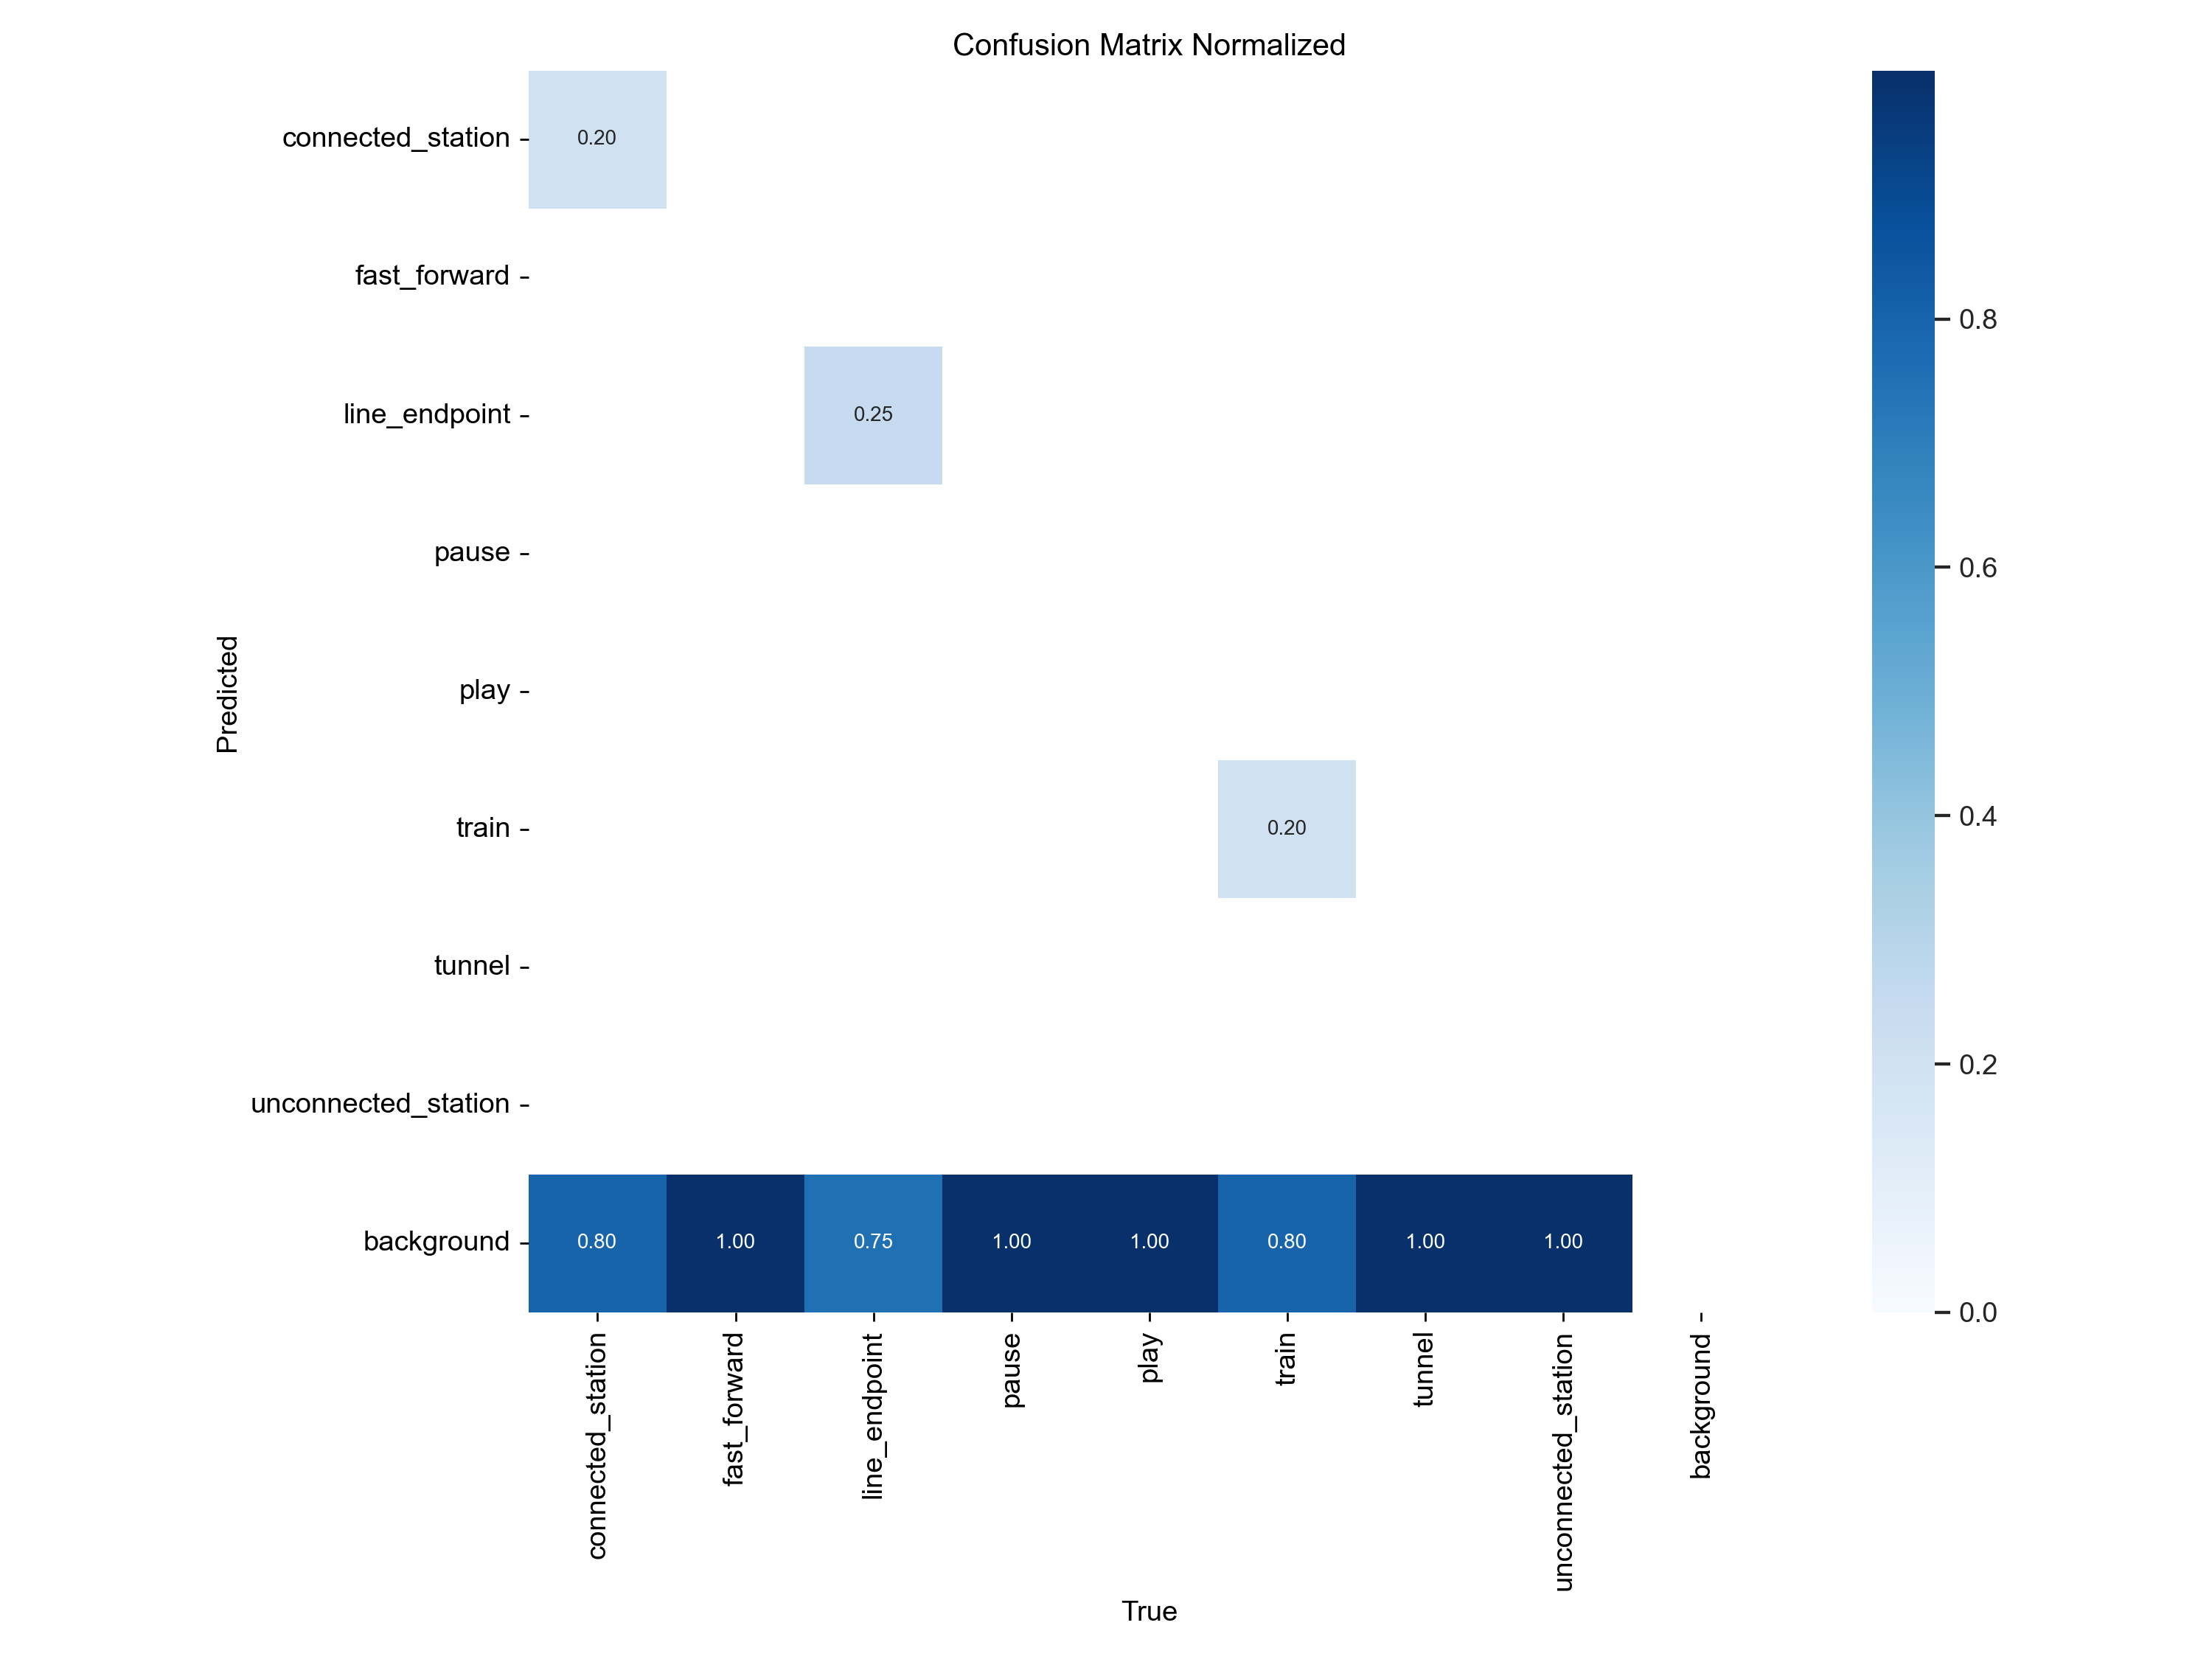 Confusion Matrix Normalized
connected_station
0.20
fast_forward
line_endpoint
0.25
pause
play
train
0.20
tunnel
unconnected_station
background
0.80 1.00 0.75 1.00 1.00 0.80 1.00 1.00
Predicted
connected_station
fast_forward
line_endpoint
pause
play
train
tunnel
unconnected_station
background
True
0.8
0.6
0.4
0.2
0.0